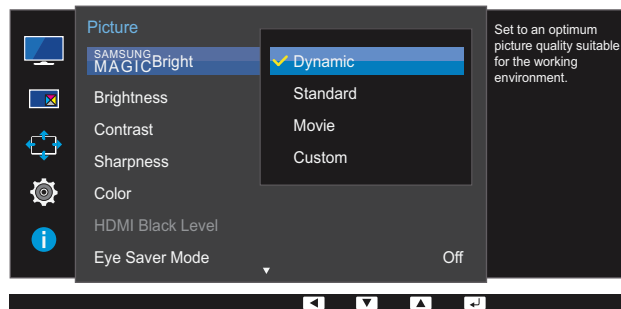 Picture
SAMSUNG
MAGICBright
Dynamic
Brightness
Standard
Contrast
Movie
Sharpness
Custom
Color
HDMI Black Level
Eye Saver Mode Off
Set to an optimum
picture quality suitable
for the working
environment.